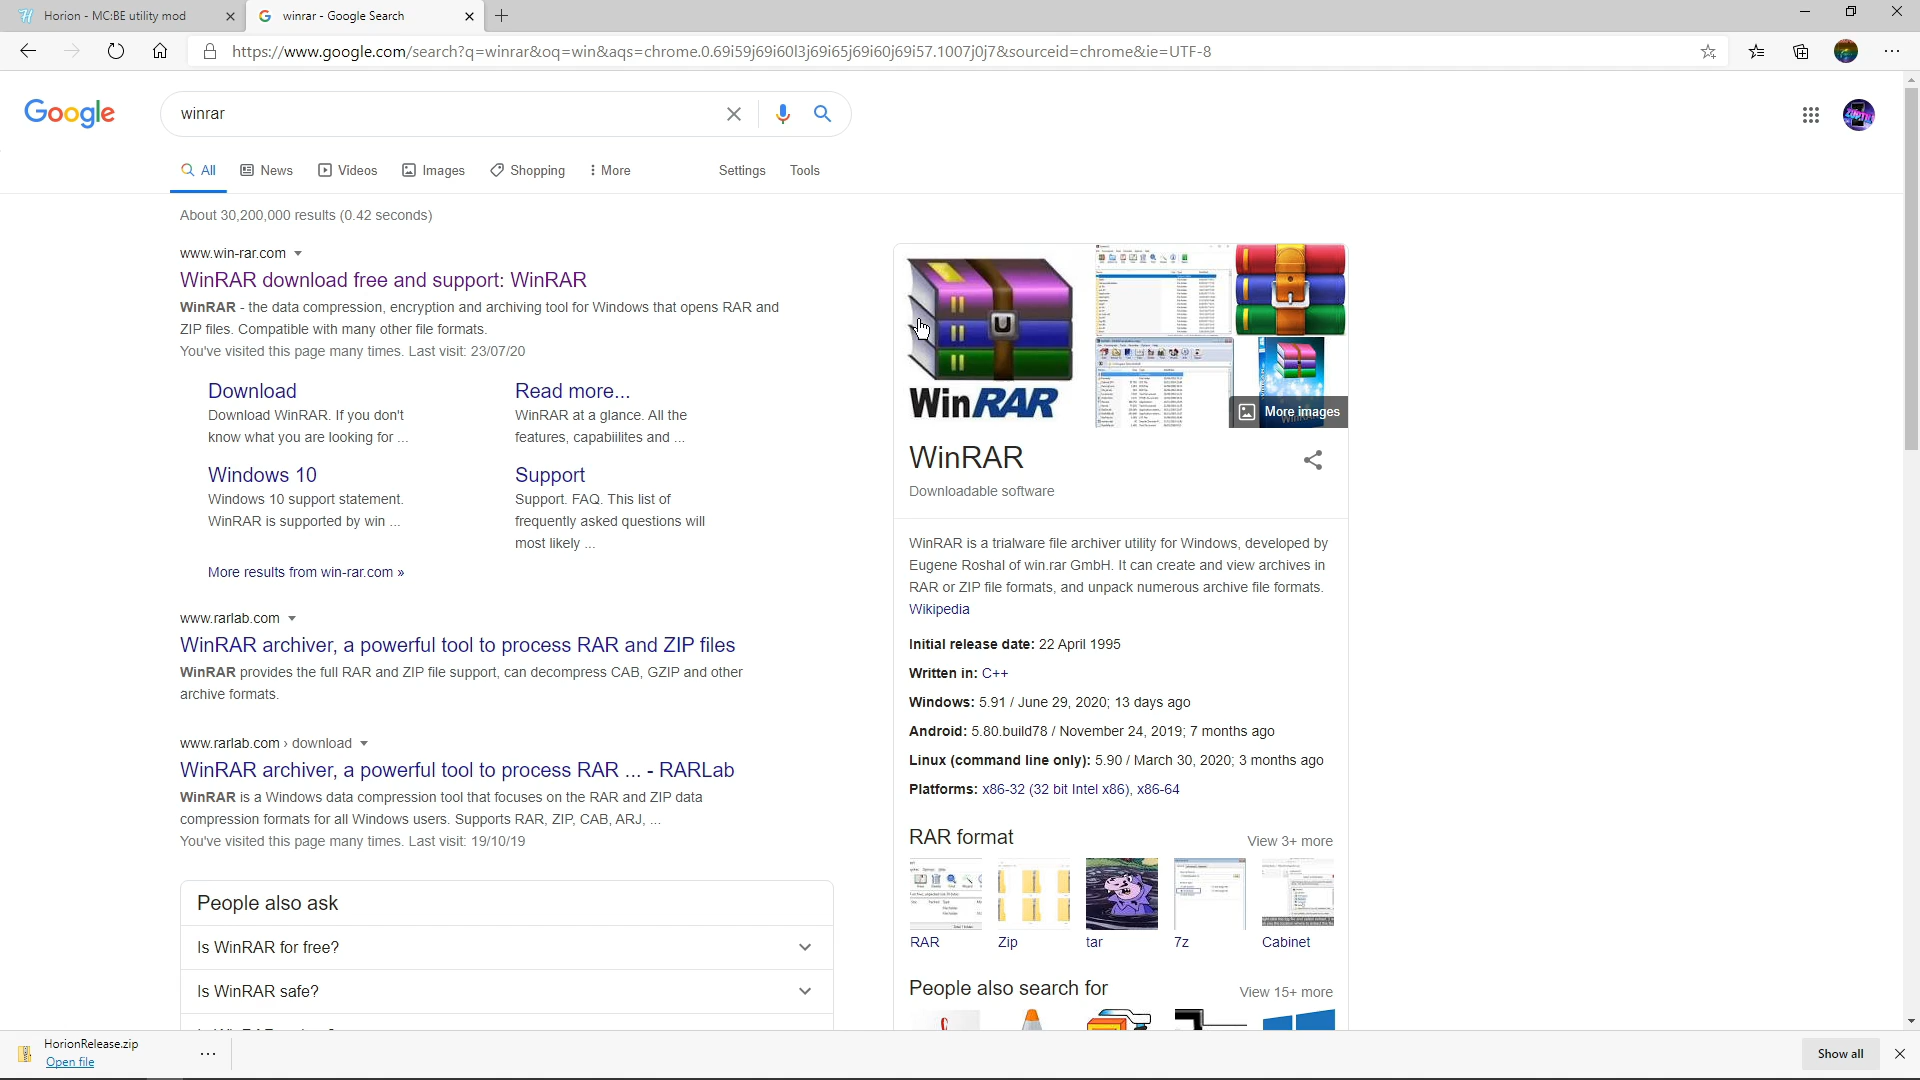 Horion - MC:BE utility mod
winrar - Google Search
https://www.google.com/search?q=winrar&oq=win&aqs=chrome.0.69i59j69i60l3j69i65j69i60j69i57.1007j0j7&sourceid=chrome&ie=UTF-8
Google
winrar
All
News
Videos
Images
Shopping
More
Settings
Tools
About 30,200,000 results (0.42 seconds)
www.win-rar.com
WinRAR download free and support: WinRAR
WinRAR - the data compression, encryption and archiving tool for Windows that opens RAR and
ZIP files. Compatible with many other file formats.
You've visited this page many times. Last visit: 23/07/20
Download
Download WinRAR. If you don't
know what you are looking for ...
Read more...
WinRAR at a glance. All the
features, capabiilites and ...
Windows 10
Windows 10 support statement.
WinRAR is supported by win ...
Support
Support. FAQ. This list of
frequently asked questions will
most likely ...
More results from win-rar.com »
www.rarlab.com
WinRAR archiver, a powerful tool to process RAR and ZIP files
WinRAR provides the full RAR and ZIP file support, can decompress CAB, GZIP and other
archive formats.
www.rarlab.com › download
WinRAR archiver, a powerful tool to process RAR ... - RARLab
WinRAR is a Windows data compression tool that focuses on the RAR and ZIP data
compression formats for all Windows users. Supports RAR, ZIP, CAB, ARJ, ...
You've visited this page many times. Last visit: 19/10/19
People also ask
Is WinRAR for free?
Is WinRAR safe?
WinRAR
More images
WinRAR
Downloadable software
WinRAR is a trialware file archiver utility for Windows, developed by
Eugene Roshal of win.rar GmbH. It can create and view archives in
RAR or ZIP file formats, and unpack numerous archive file formats.
Wikipedia
Initial release date: 22 April 1995
Written in: C++
Windows: 5.91 / June 29, 2020; 13 days ago
Android: 5.80.build78 / November 24, 2019; 7 months ago
Linux (command line only): 5.90 / March 30, 2020; 3 months ago
Platforms: x86-32 (32 bit Intel x86), x86-64
RAR format
View 3+ more
RAR
Zip
tar
7z
Cabinet
People also search for
View 15+ more
HorionRelease.zip
Open file
Show all